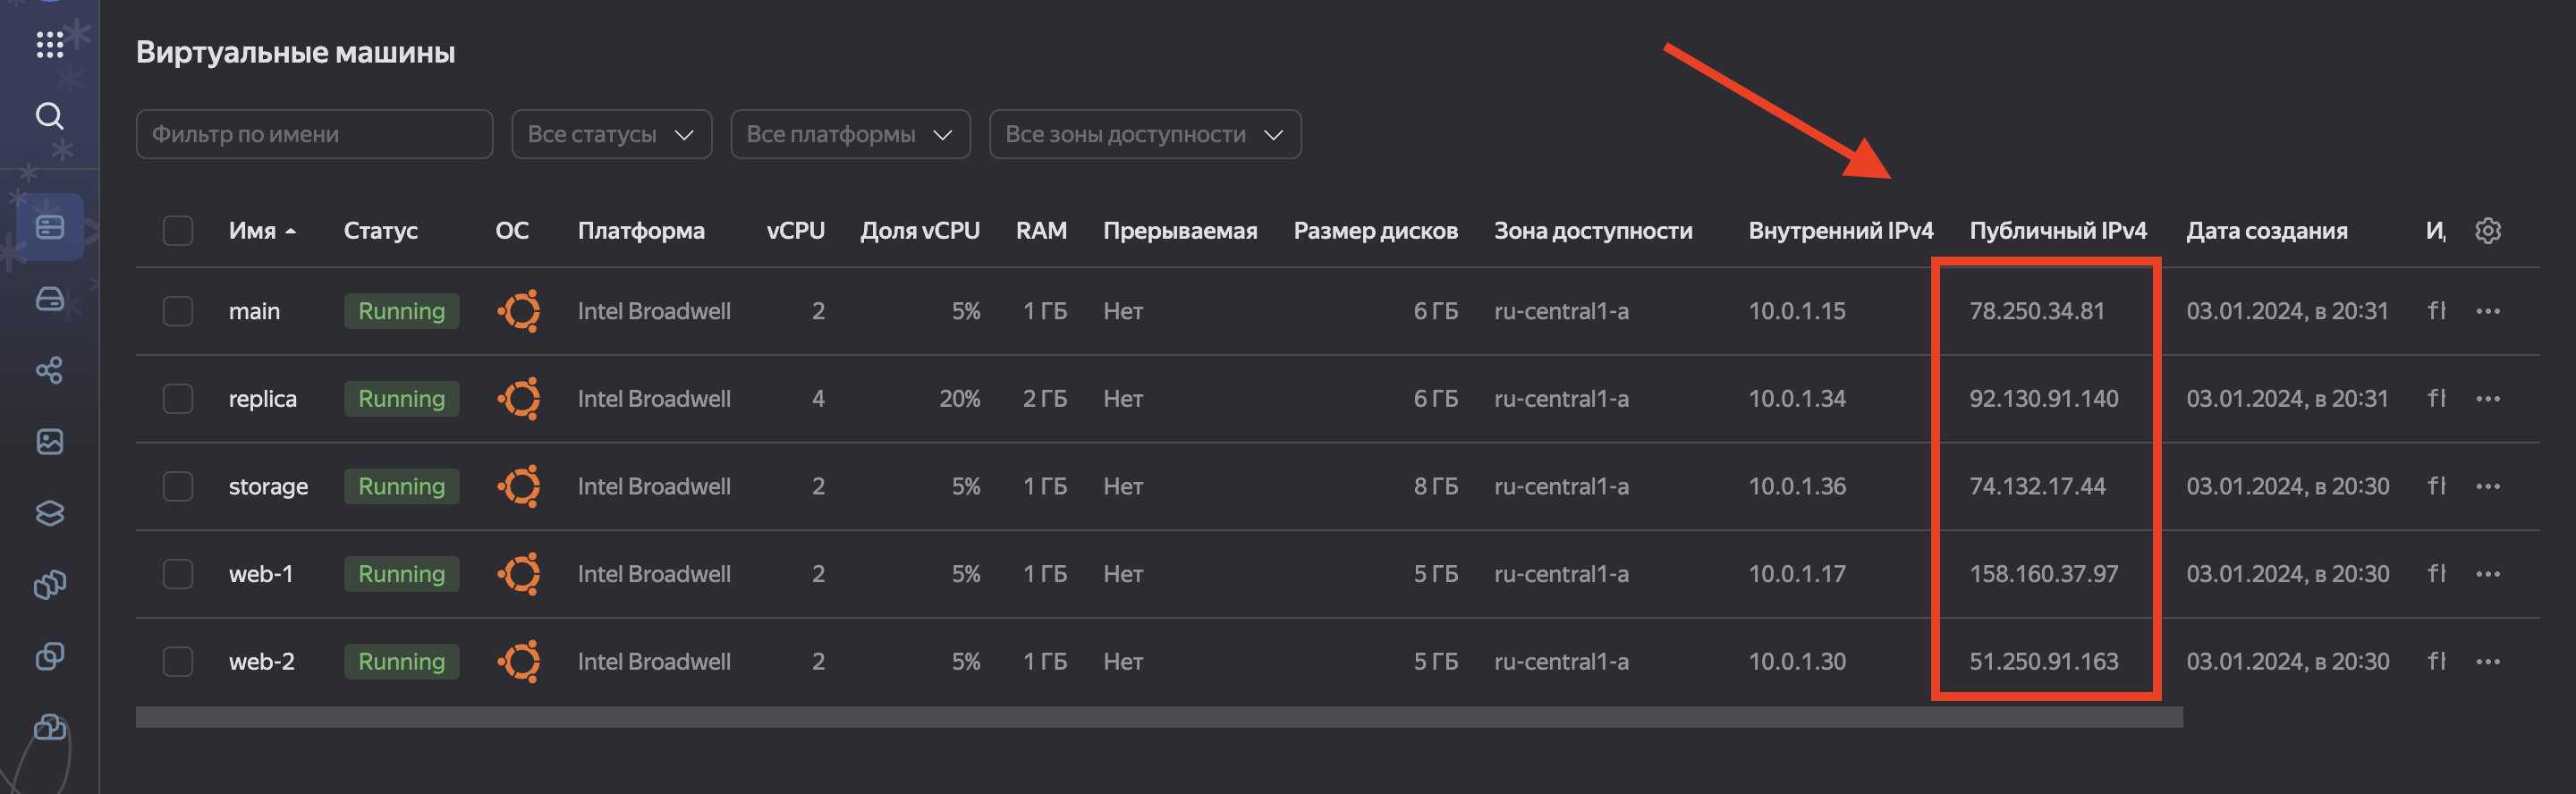 Виртуальные машины
Фильтр по имени Все статусы Все платформы Все зоны доступности
Имя Статус ОС Платформа vCPU Доля vCPU RAM Прерываемая Размер дисков Зона доступности Внутренний IPv4 Публичный IPv4 Дата создания
main Running Intel Broadwell 2 5% 1 ГБ Нет 6 ГБ ru-central1-a 10.0.1.15 78.250.34.81 03.01.2024, в 20:31
replica Running Intel Broadwell 4 20% 2 ГБ Нет 6 ГБ ru-central1-a 10.0.1.34 92.130.91.140 03.01.2024, в 20:31
storage Running Intel Broadwell 2 5% 1 ГБ Нет 8 ГБ ru-central1-a 10.0.1.36 74.132.17.44 03.01.2024, в 20:30
web-1 Running Intel Broadwell 2 5% 1 ГБ Нет 5 ГБ ru-central1-a 10.0.1.17 158.160.37.97 03.01.2024, в 20:30
web-2 Running Intel Broadwell 2 5% 1 ГБ Нет 5 ГБ ru-central1-a 10.0.1.30 51.250.91.163 03.01.2024, в 20:30